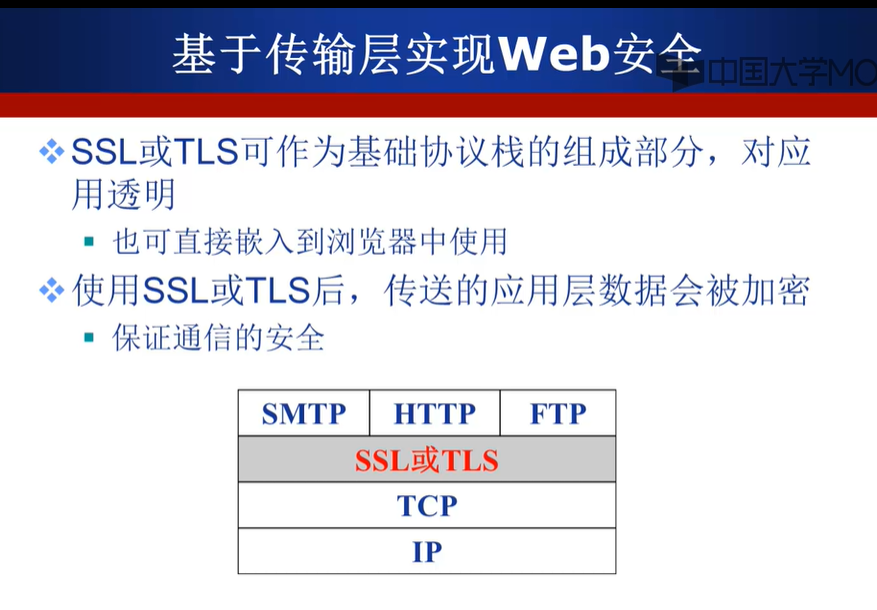 基于传输层实现Web安全
中国大学MO
SSL或TLS可作为基础协议栈的组成部分，对应
用透明
也可直接嵌入到浏览器中使用
使用SSL或TLS后，传送的应用层数据会被加密
保证通信的安全
SMTP HTTP FTP
SSL或TLS
TCP
IP